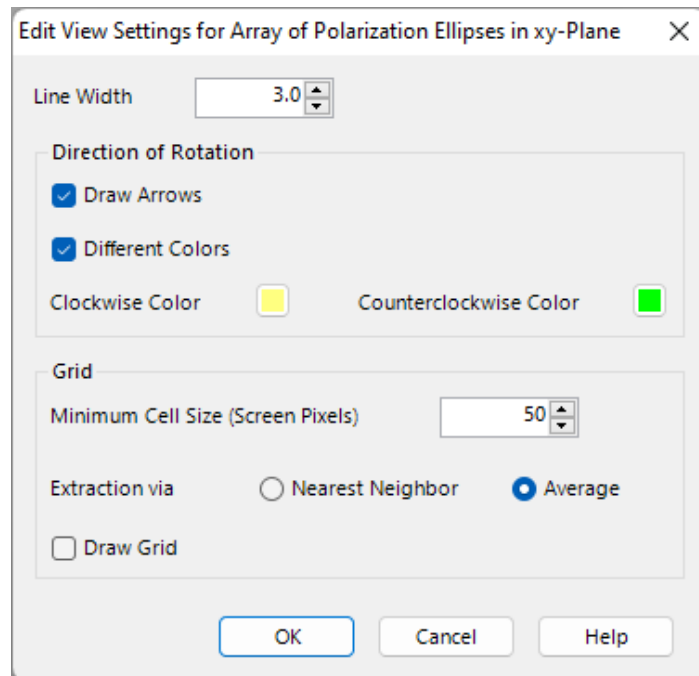 Edit View Settings for Array of Polarization Ellipses in xy-Plane
Line Width 3.0
Direction of Rotation
Draw Arrows
Different Colors
Clockwise Color Counterclockwise Color
Grid
Minimum Cell Size (Screen Pixels) 50
Extraction via Nearest Neighbor Average
Draw Grid
OK Cancel Help